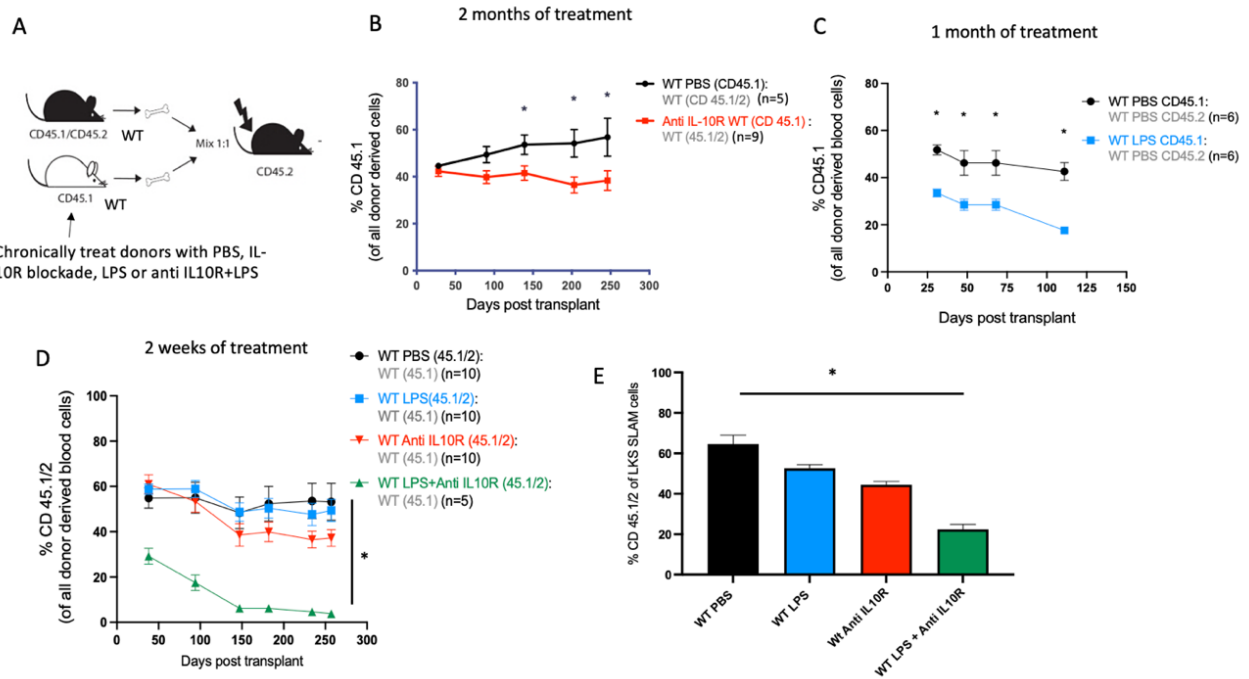 A
CD45.1/CD45.2
WT
Mix 1:1
CD45.2
CD45.1
WT
Chronically treat donors with PBS, IL-
10R blockade, LPS or anti IL10R+LPS
B
2 months of treatment
% CD 45.1
(of all donor derived cells)
80
60
40
20
0
* * *
0 50 100 150 200 250 300
Days post transplant
WT PBS (CD45.1):
WT (CD 45.1/2) (n=5)
Anti IL-10R WT (CD 45.1) :
WT (45.1/2) (n=9)
C
1 month of treatment
% CD45.1
(of all donor derived blood cells)
80
60
40
20
0
* * * *
0 25 50 75 100 125 150
Days post transplant
WT PBS CD45.1:
WT PBS CD45.2 (n=6)
WT LPS CD45.1:
WT PBS CD45.2 (n=6)
D
2 weeks of treatment
% CD 45.1/2
(of all donor derived blood cells)
100
80
60
40
20
0
*
0 50 100 150 200 250 300
Days post transplant
WT PBS (45.1/2):
WT (45.1) (n=10)
WT LPS(45.1/2):
WT (45.1) (n=10)
WT Anti IL10R (45.1/2):
WT (45.1) (n=10)
WT LPS+Anti IL10R (45.1/2):
WT (45.1) (n=5)
E
% CD 45.1/2 of LKS SLAM cells
100
80
60
40
20
0
*
WT PBS
WT LPS
Wt Anti IL10R
WT LPS + Anti IL10R